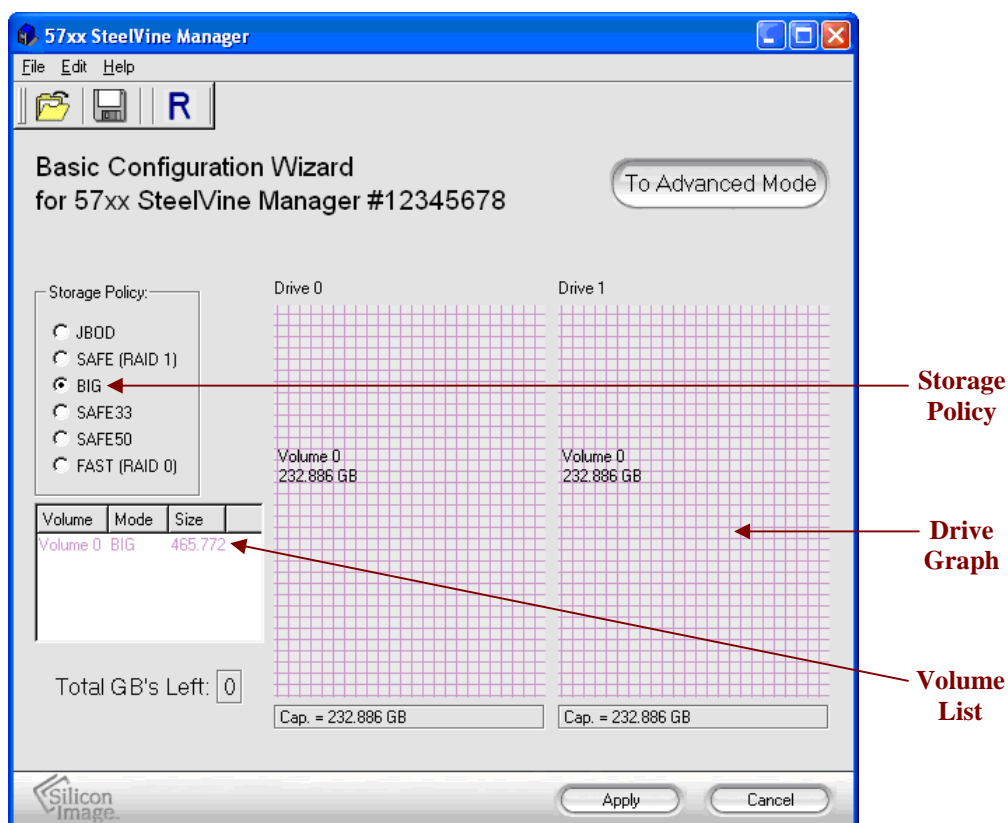 57xx SteelVine Manager
File Edit Help
R
Basic Configuration Wizard
for 57xx SteelVine Manager #12345678
To Advanced Mode
Storage Policy:
JBOD
SAFE (RAID 1)
BIG
SAFE33
SAFE50
FAST (RAID 0)
Volume Mode Size
Volume 0 BIG 465.772
Total GB's Left: 0
Drive 0
Volume 0
232.886 GB
Cap. = 232.886 GB
Drive 1
Volume 0
232.886 GB
Cap. = 232.886 GB
Storage
Policy
Drive
Graph
Volume
List
Silicon
Image.
Apply Cancel